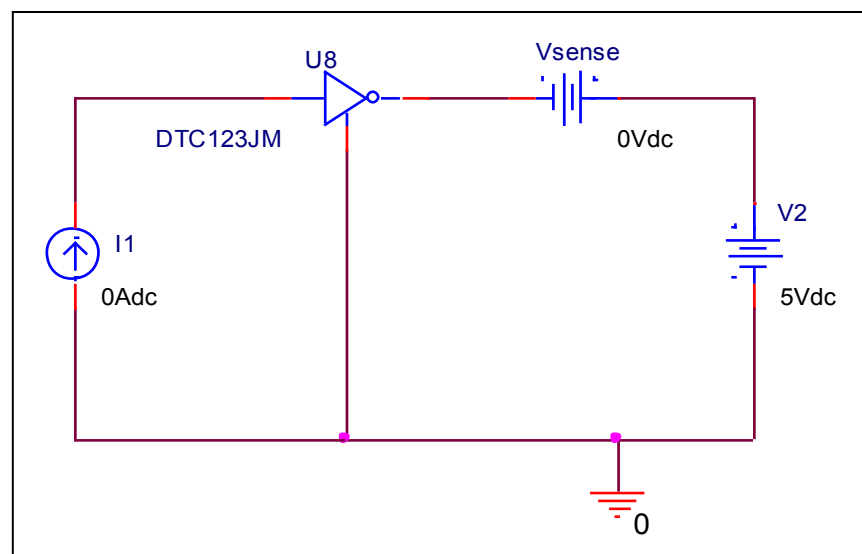 U8
Vsense
DTC123JM
0Vdc
V2
I1
0Adc
5Vdc
0